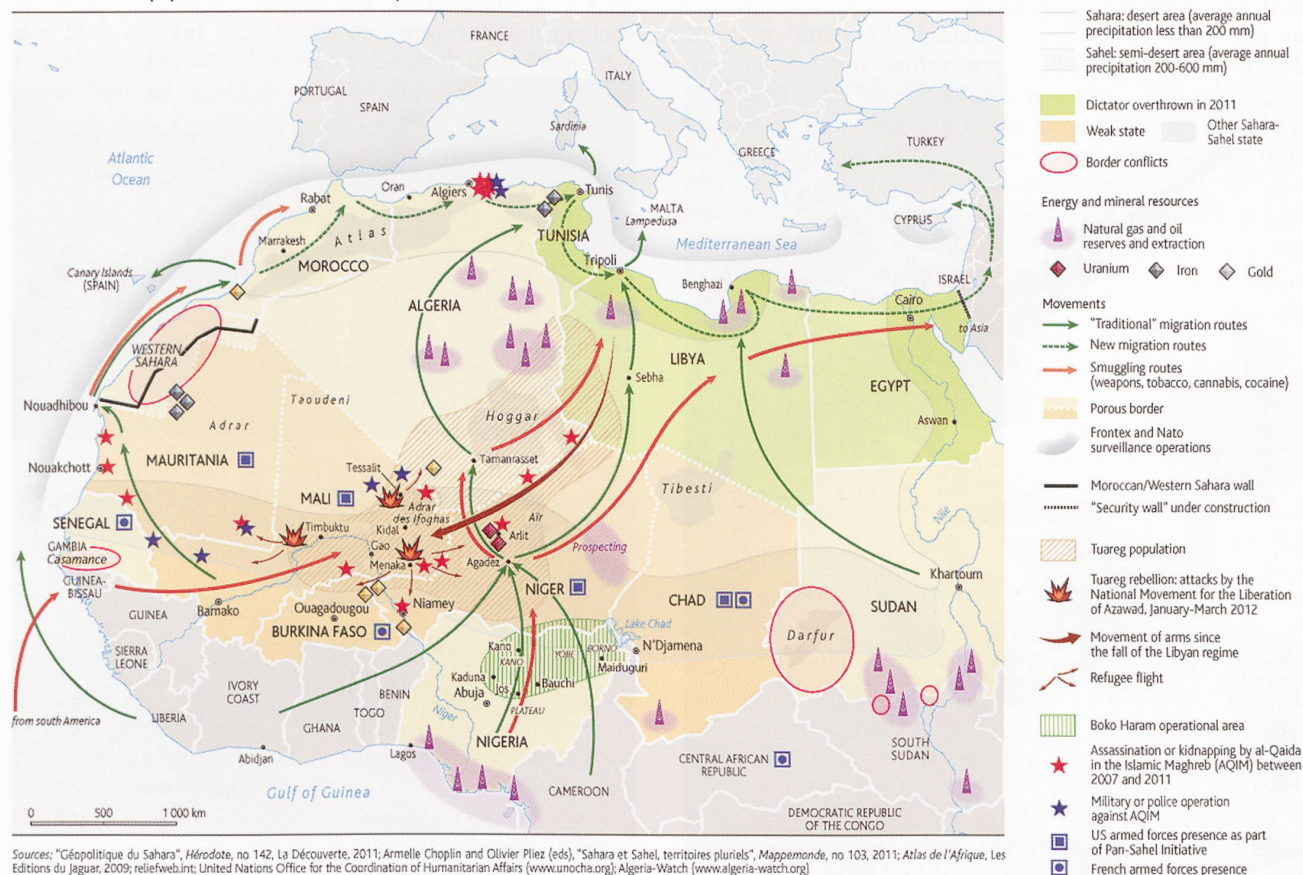 FRANCE
ITALY
PORTUGAL
SPAIN
Sardinia
TURKEY
GREECE
Atlantic
Ocean
Rabat
Oran
Algiers
Tunis
MALTA
Lampedusa
CYPRUS
Marrakesh
Atlas
TUNISIA
Mediterranean Sea
MOROCCO
Tripoli
Canary Islands
(SPAIN)
Benghazi
ISRAEL
Cairo
to Asia
ALGERIA
WESTERN
SAHARA
LIBYA
Sebha
EGYPT
Nouadhibou
Taoudeni
Hoggar
Aswan
Adrar
Nouakchott
MAURITANIA
Tamanrasset
Tessalit
Tibesti
MALI
Adrar
des Ifoghas
Aïr
Nile
SENEGAL
Timbuktu
Kidal
Arlit
GAMBIA
Casamance
Gao
Menaka
Agadez
Prospecting
GUINEA-
BISSAU
Khartoum
Bamako
Ouagadougou
Niamey
NIGER
CHAD
SUDAN
GUINEA
BURKINA FASO
Lake Chad
Darfur
Kano
KANO
YOBE
BORNO
N'Djamena
SIERRA
LEONE
Maiduguri
Kaduna
Jos
Bauchi
IVORY
COAST
BENIN
Abuja
PLATEAU
from south America
LIBERIA
GHANA
TOGO
Niger
NIGERIA
SOUTH
SUDAN
Abidjan
Lagos
CENTRAL AFRICAN
REPUBLIC
Gulf of Guinea
CAMEROON
DEMOCRATIC REPUBLIC
OF THE CONGO
0 500 1 000 km
Sahara: desert area (average annual
precipitation less than 200 mm)
Sahel: semi-desert area (average annual
precipitation 200-600 mm)
Dictator overthrown in 2011
Weak state
Other Sahara-
Sahel state
Border conflicts
Energy and mineral resources
Natural gas and oil
reserves and extraction
Uranium
Iron
Gold
Movements
"Traditional" migration routes
New migration routes
Smuggling routes
(weapons, tobacco, cannabis, cocaine)
Porous border
Frontex and Nato
surveillance operations
Moroccan/Western Sahara wall
"Security wall" under construction
Tuareg population
Tuareg rebellion: attacks by the
National Movement for the Liberation
of Azawad, January-March 2012
Movement of arms since
the fall of the Libyan regime
Refugee flight
Boko Haram operational area
Assassination or kidnapping by al-Qaida
in the Islamic Maghreb (AQIM) between
2007 and 2011
Military or police operation
against AQIM
US armed forces presence as part
of Pan-Sahel Initiative
French armed forces presence
Sources: "Géopolitique du Sahara", Hérodote, no 142, La Découverte, 2011; Armelle Choplin and Olivier Pliez (eds), "Sahara et Sahel, territoires pluriels", Mappemonde, no 103, 2011; Atlas de l'Afrique, Les
Editions du Jaguar, 2009; reliefweb.int; United Nations Office for the Coordination of Humanitarian Affairs (www.unocha.org); Algeria-Watch (www.algeria-watch.org)